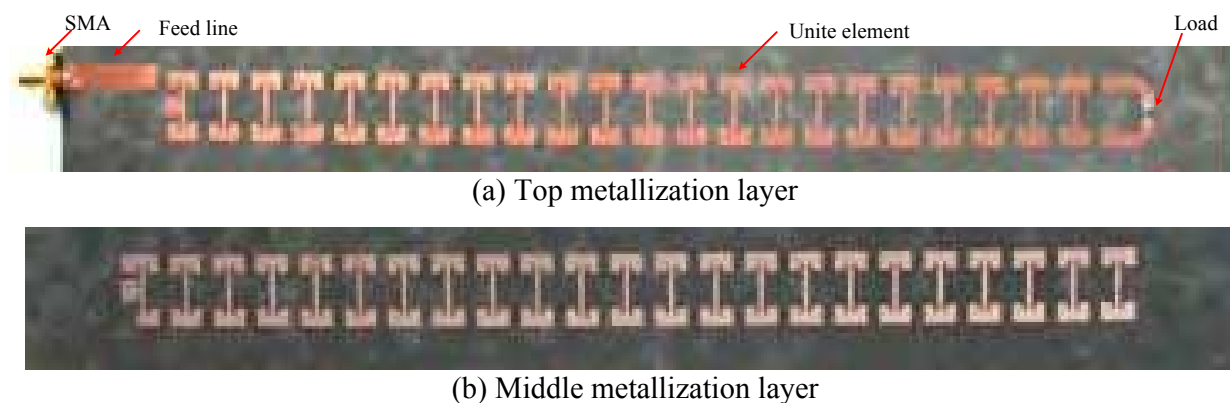 SMA
Feed line
Unite element
Load
(a) Top metallization layer
(b) Middle metallization layer